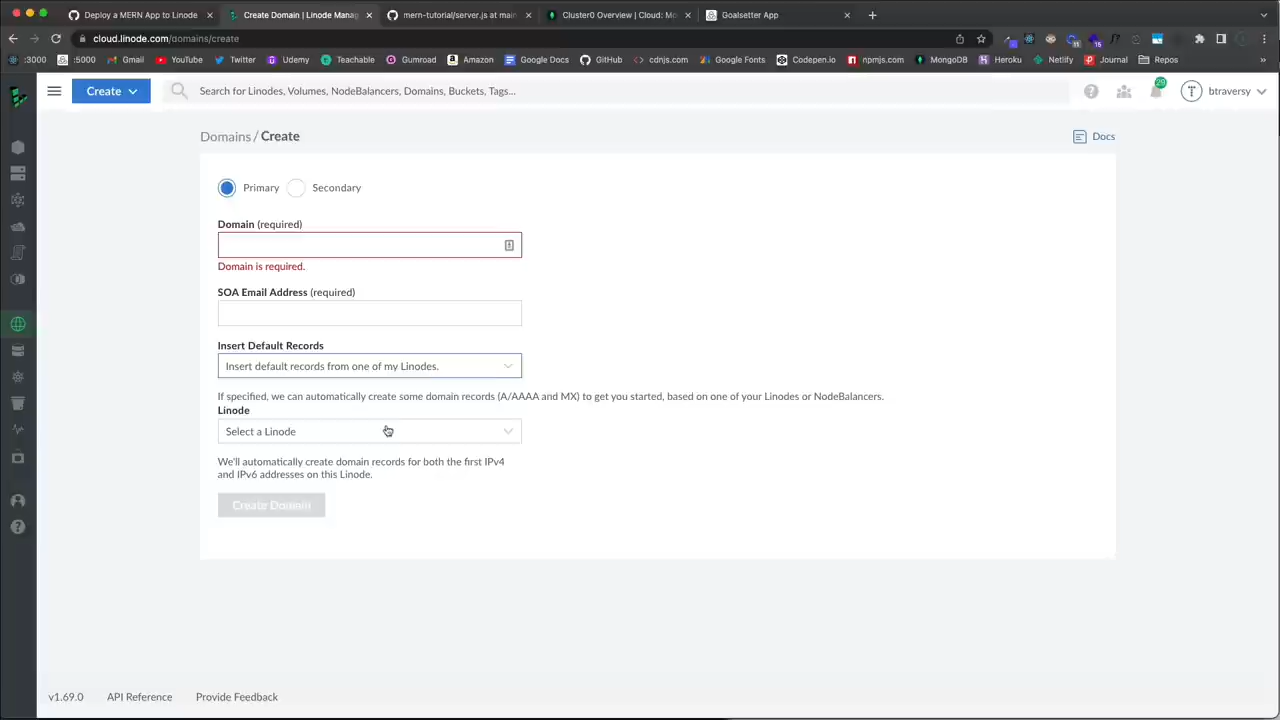 Deploy a MERN App to Linode
Create Domain | Linode Mana
mern-tutorial/server.js at main
Cluster0 Overview | Cloud: Mo
Goalsetter App
cloud.linode.com/domains/create
:3000
:5000
Gmail
YouTube
Twitter
Udemy
Teachable
Gumroad
Amazon
Google Docs
GitHub
cdnjs.com
Google Fonts
Codepen.io
npmjs.com
MongoDB
Heroku
Netlify
Journal
Repos
Create
Search for Linodes, Volumes, NodeBalancers, Domains, Buckets, Tags...
T
btraversy
Domains / Create
Docs
Primary
Secondary
Domain (required)
Domain is required.
SOA Email Address (required)
Insert Default Records
Insert default records from one of my Linodes.
If specified, we can automatically create some domain records (A/AAAA and MX) to get you started, based on one of your Linodes or NodeBalancers.
Linode
Select a Linode
We'll automatically create domain records for both the first IPv4
and IPv6 addresses on this Linode.
Create Domain
v1.69.0
API Reference
Provide Feedback